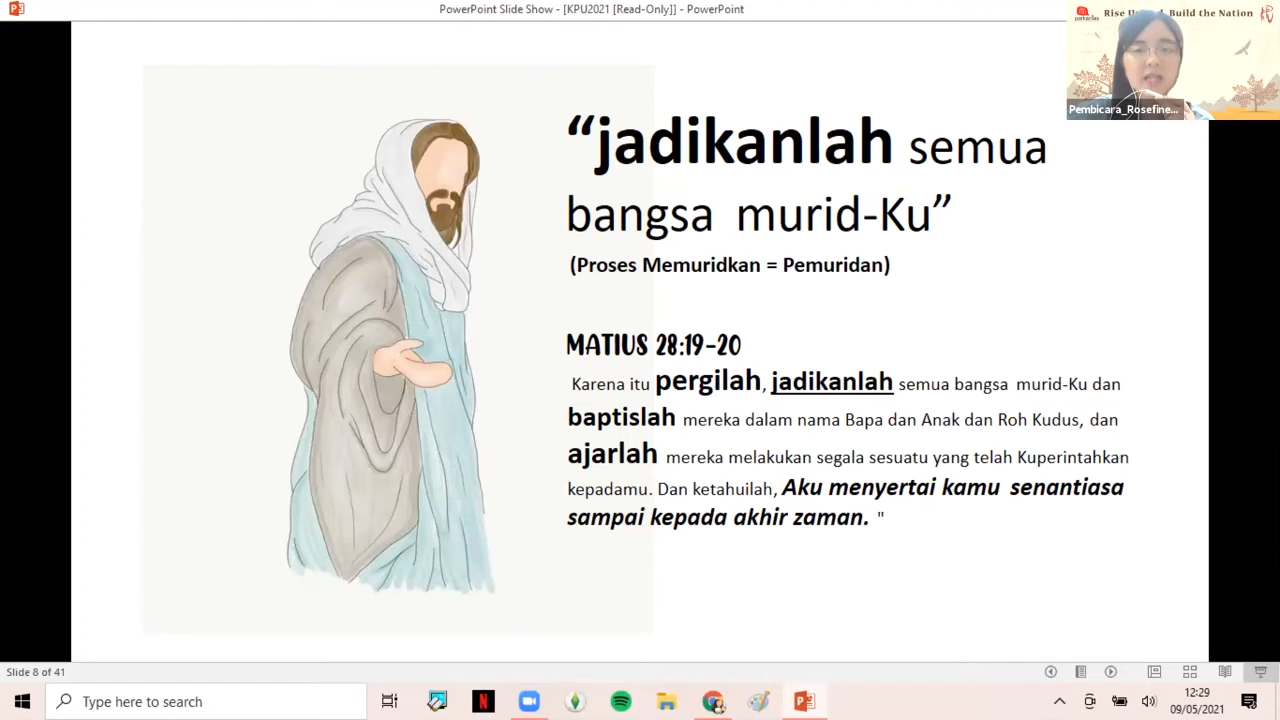 PowerPoint Slide Show - [KPU2021 [Read-Only]] - PowerPoint
Rise Build the Nation
Pembicara_Rosefine...
“jadikanlah semua
bangsa murid-Ku”
(Proses Memuridkan = Pemuridan)
MATIUS 28:19-20
Karena itu pergilah, jadikanlah semua bangsa murid-Ku dan
baptislah mereka dalam nama Bapa dan Anak dan Roh Kudus, dan
ajarlah mereka melakukan segala sesuatu yang telah Kuperintahkan
kepadamu. Dan ketahuilah, Aku menyertai kamu senantiasa
sampai kepada akhir zaman. "
Slide 8 of 41
Type here to search
12:29
09/05/2021